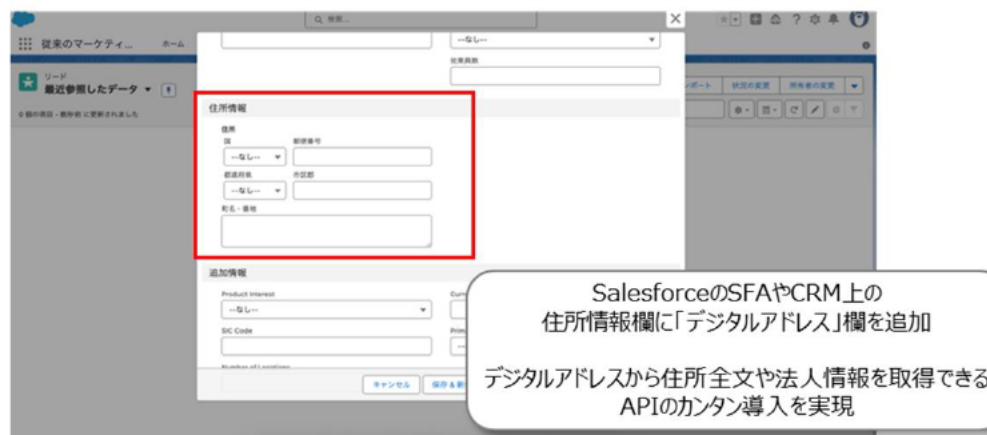 検索...
従来のマーケティ...
ホーム
リード
最近参照したデータ
0 個の項目・数秒前 に更新されました
--なし--
従業員数
ンポート
状況の変更
所有者の変更
住所情報
住所
国
郵便番号
--なし--
都道府県
市区郡
--なし--
町名・番地
追加情報
Product Interest
Curr
--なし--
SIC Code
Prim
Number of Locations
キャンセル
保存 & 新
SalesforceのSFAやCRM上の
住所情報欄に「デジタルアドレス」欄を追加
デジタルアドレスから住所全文や法人情報を取得できる
APIのカンタン導入を実現